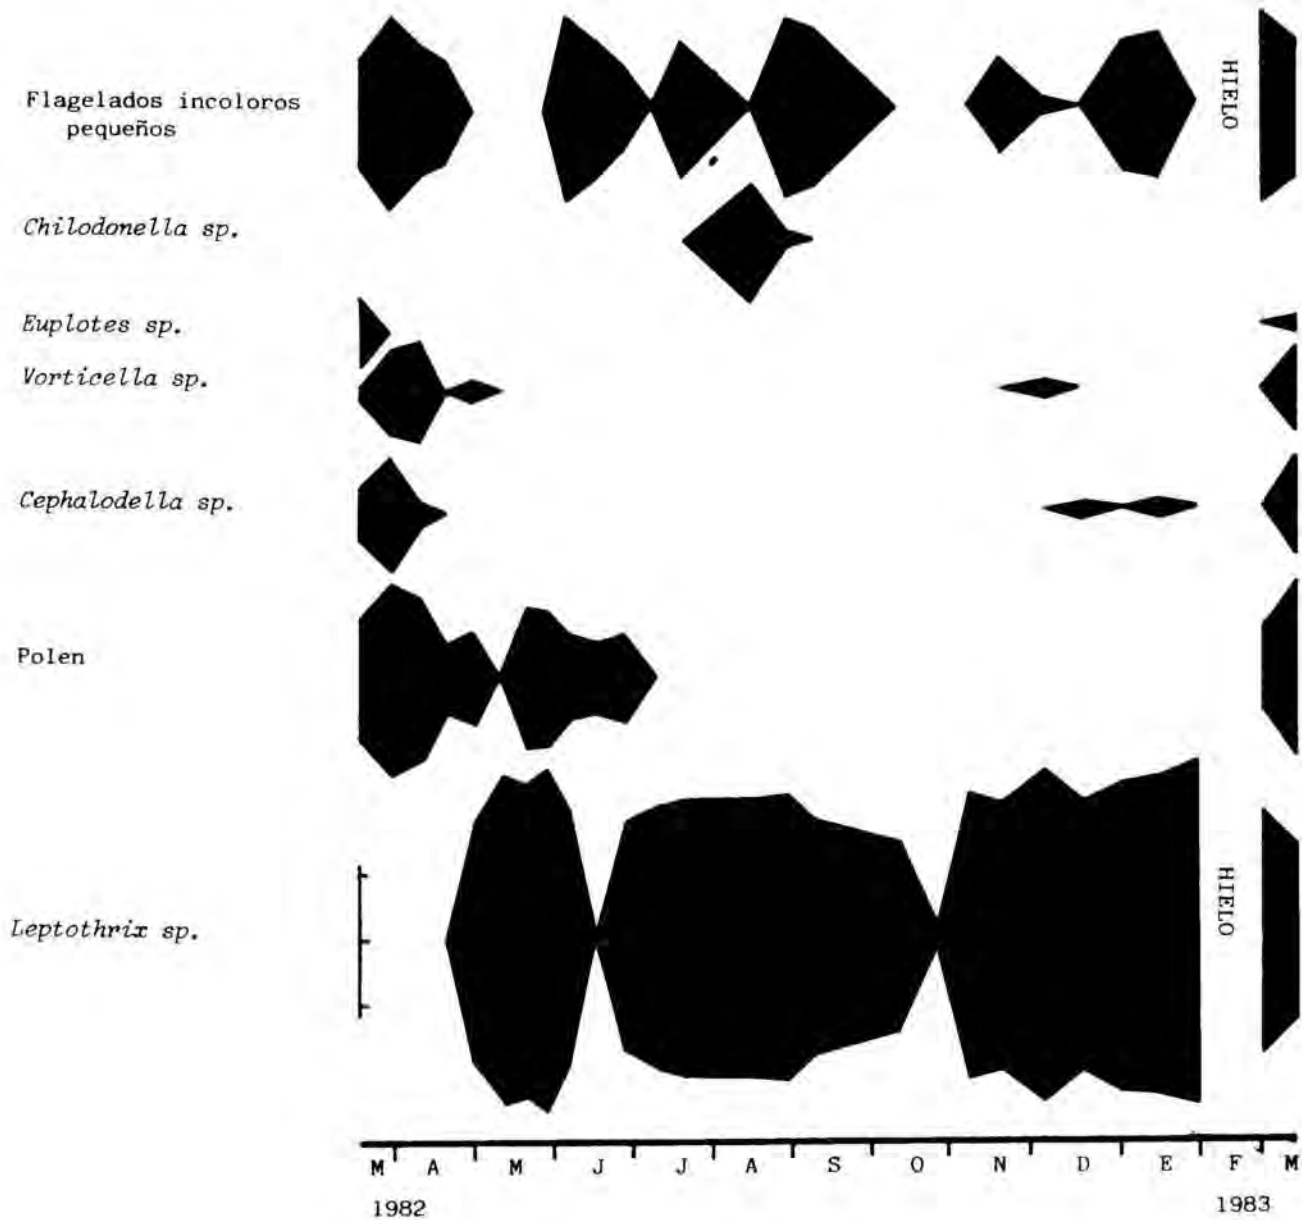 Flagelados incoloros
pequeños
HIELO
Chilodonella sp.
Euplotes sp.
Vorticella sp.
Cephalodella sp.
Polen
Leptothrix sp.
HIELO
M A M J J A S O N D E F M
1982 1983